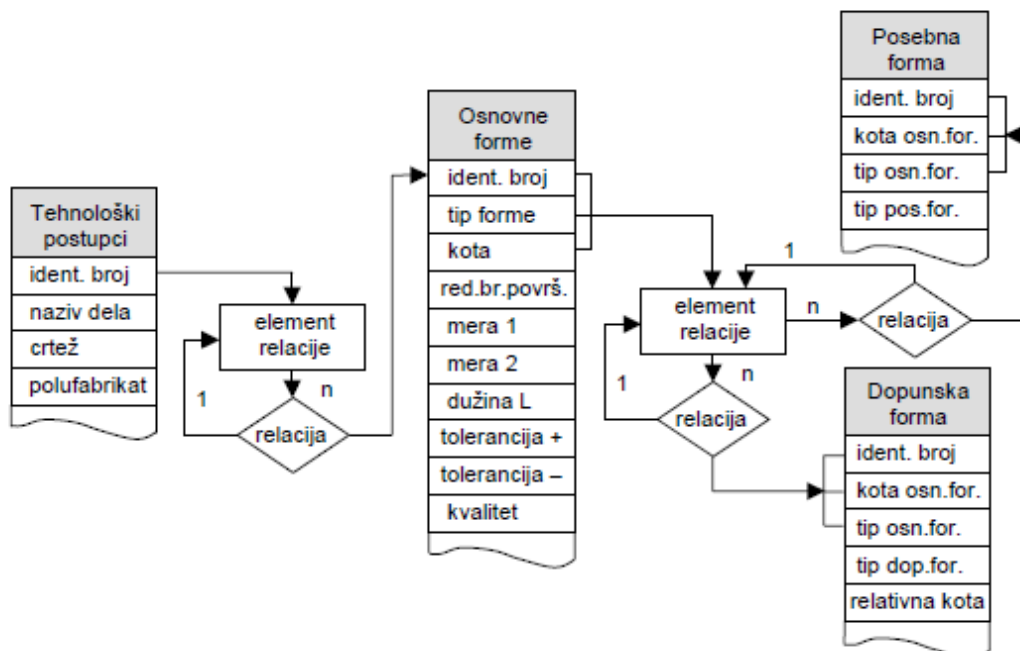 Tehnološki
postupci
ident. broj
naziv dela
crtež
polufabrikat
element
relacije
1
n
relacija
Osnovne
forme
ident. broj
tip forme
kota
red.br.površ.
mera 1
mera 2
dužina L
tolerancija +
tolerancija –
kvalitet
element
relacije
1
n
relacija
n
1
relacija
Posebna
forma
ident. broj
kota osn.for.
tip osn.for.
tip pos.for.
Dopunska
forma
ident. broj
kota osn.for.
tip osn.for.
tip dop.for.
relativna kota